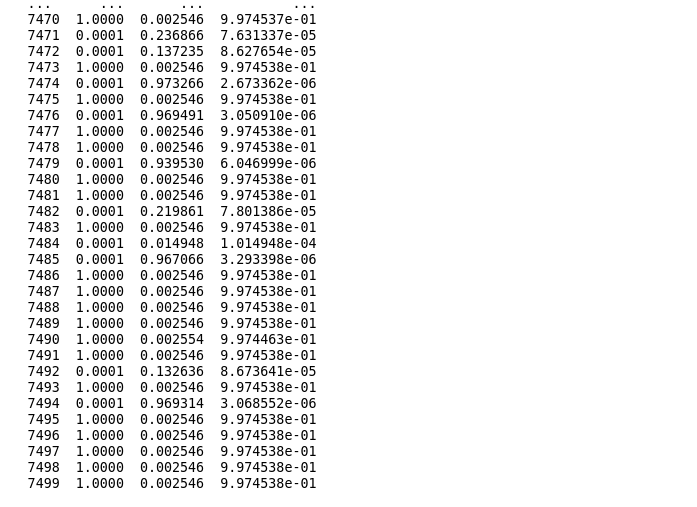 ... ... ... ...
7470 1.0000 0.002546 9.974537e-01
7471 0.0001 0.236866 7.631337e-05
7472 0.0001 0.137235 8.627654e-05
7473 1.0000 0.002546 9.974538e-01
7474 0.0001 0.973266 2.673362e-06
7475 1.0000 0.002546 9.974538e-01
7476 0.0001 0.969491 3.050910e-06
7477 1.0000 0.002546 9.974538e-01
7478 1.0000 0.002546 9.974538e-01
7479 0.0001 0.939530 6.046999e-06
7480 1.0000 0.002546 9.974538e-01
7481 1.0000 0.002546 9.974538e-01
7482 0.0001 0.219861 7.801386e-05
7483 1.0000 0.002546 9.974538e-01
7484 0.0001 0.014948 1.014948e-04
7485 0.0001 0.967066 3.293398e-06
7486 1.0000 0.002546 9.974538e-01
7487 1.0000 0.002546 9.974538e-01
7488 1.0000 0.002546 9.974538e-01
7489 1.0000 0.002546 9.974538e-01
7490 1.0000 0.002554 9.974463e-01
7491 1.0000 0.002546 9.974538e-01
7492 0.0001 0.132636 8.673641e-05
7493 1.0000 0.002546 9.974538e-01
7494 0.0001 0.969314 3.068552e-06
7495 1.0000 0.002546 9.974538e-01
7496 1.0000 0.002546 9.974538e-01
7497 1.0000 0.002546 9.974538e-01
7498 1.0000 0.002546 9.974538e-01
7499 1.0000 0.002546 9.974538e-01